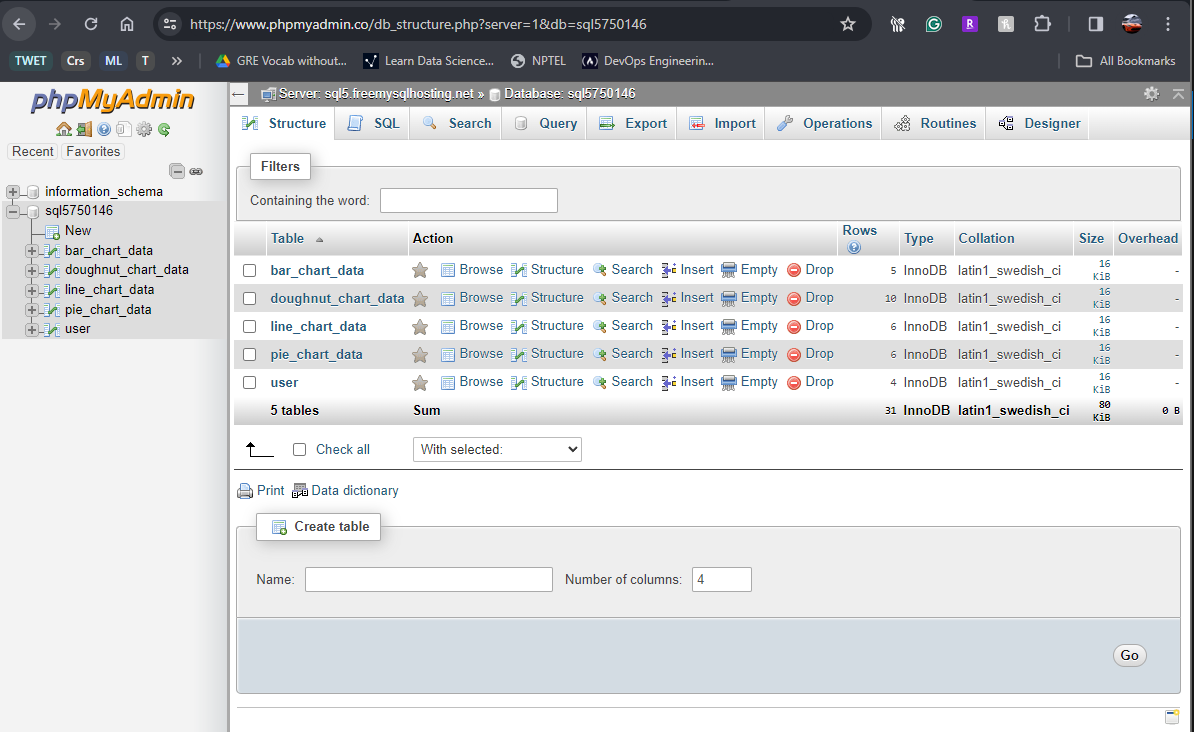 https://www.phpmyadmin.co/db_structure.php?server=1&db=sql5750146
TWET Crs ML T » GRE Vocab without... Learn Data Science... NPTEL DevOps Engineerin... All Bookmarks
phpMyAdmin
Recent Favorites
information_schema
sql5750146
New
bar_chart_data
doughnut_chart_data
line_chart_data
pie_chart_data
user
Server: sql5.freemysqlhosting.net » Database: sql5750146
Structure SQL Search Query Export Import Operations Routines Designer
Filters
Containing the word:
Table Action Rows Type Collation Size Overhead
bar_chart_data Browse Structure Search Insert Empty Drop 5 InnoDB latin1_swedish_ci 16 KiB -
doughnut_chart_data Browse Structure Search Insert Empty Drop 10 InnoDB latin1_swedish_ci 16 KiB -
line_chart_data Browse Structure Search Insert Empty Drop 6 InnoDB latin1_swedish_ci 16 KiB -
pie_chart_data Browse Structure Search Insert Empty Drop 6 InnoDB latin1_swedish_ci 16 KiB -
user Browse Structure Search Insert Empty Drop 4 InnoDB latin1_swedish_ci 16 KiB -
5 tables Sum 31 InnoDB latin1_swedish_ci 80 KiB 0 B
Check all With selected:
Print Data dictionary
Create table
Name: Number of columns: 4
Go